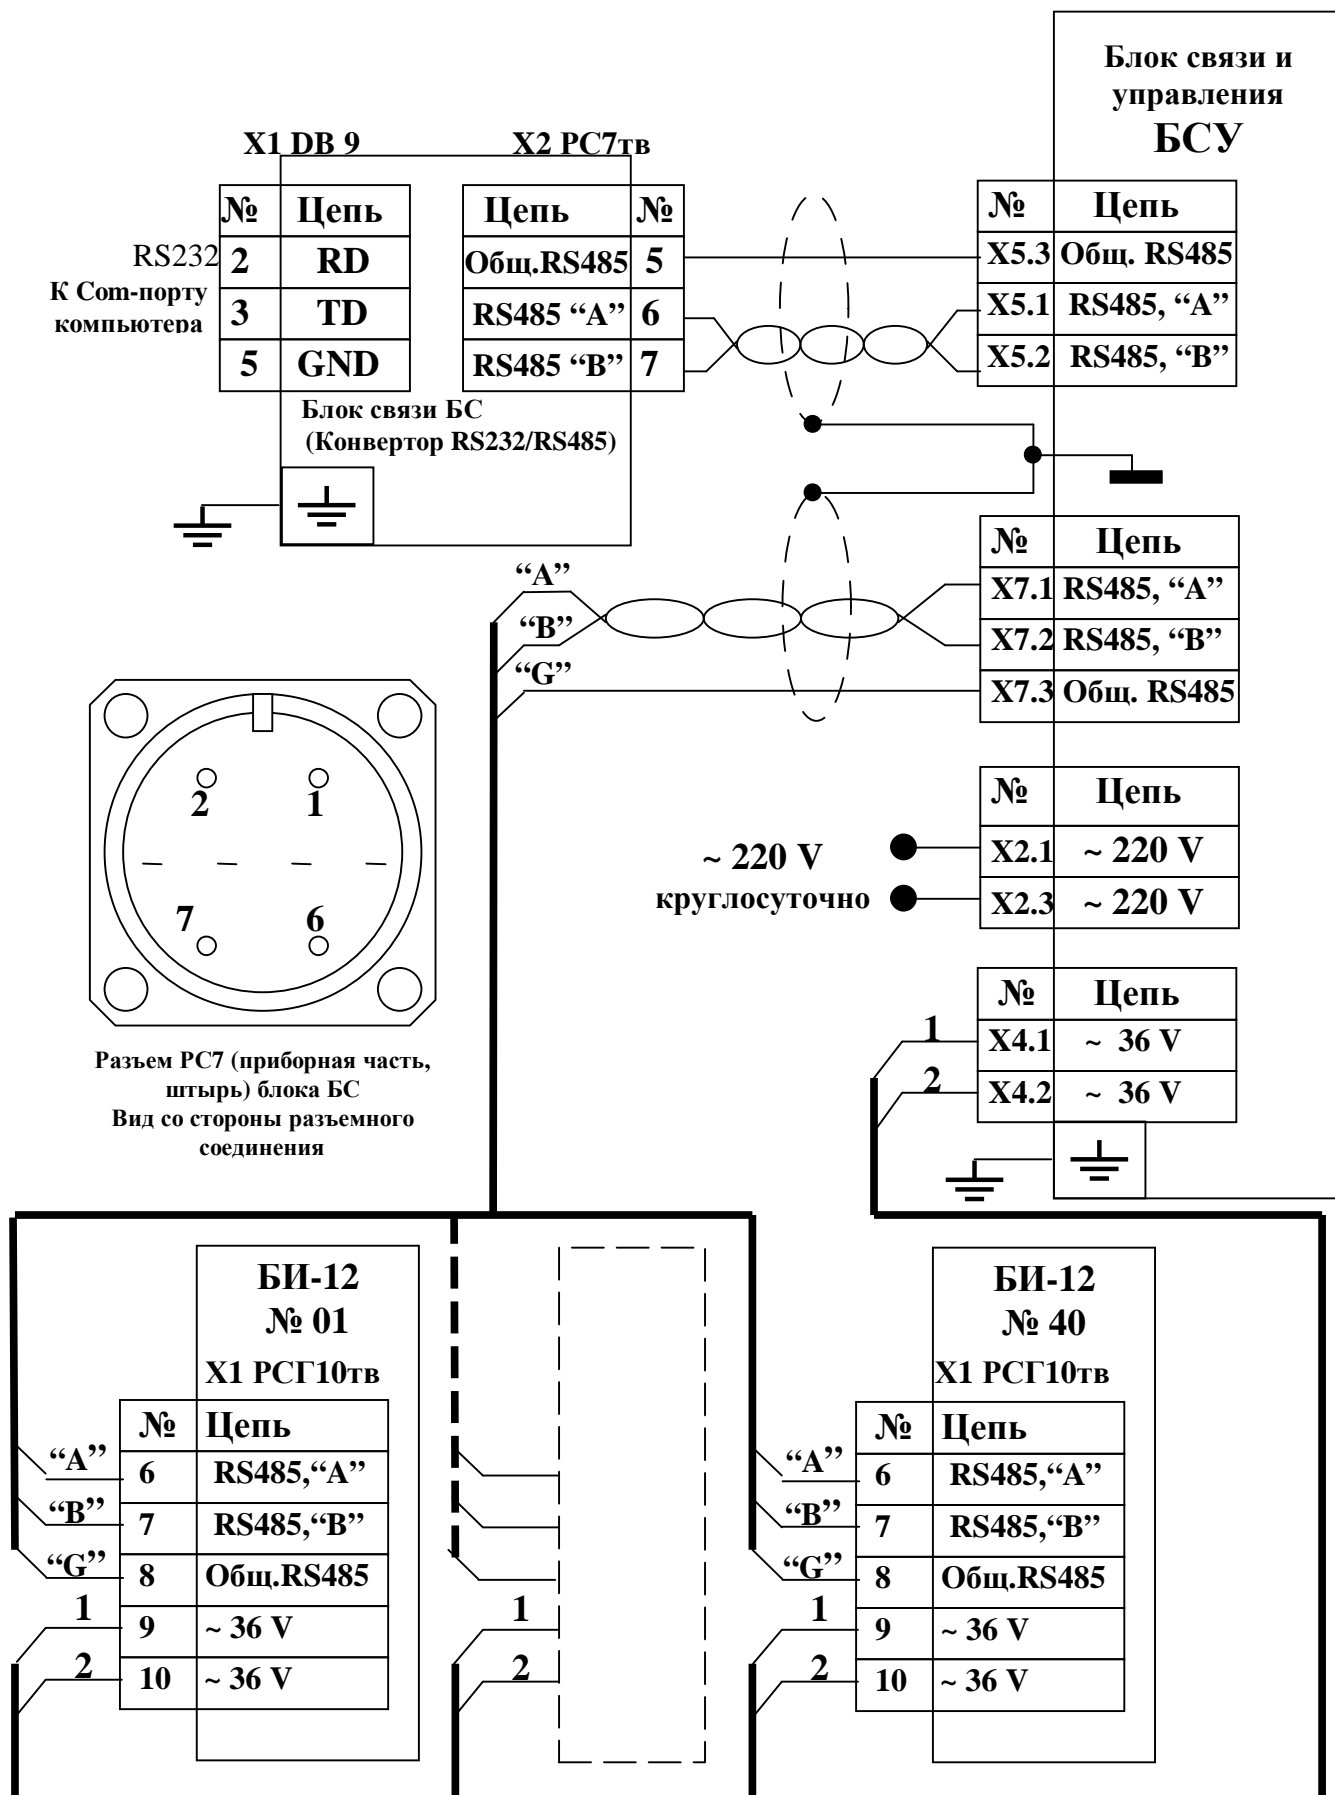 Блок связи и
управления
БСУ
X1 DB 9
X2 РС7тв
№ Цепь
2 RD
3 TD
5 GND
RS232
К Com-порту
компьютера
Цепь №
Общ.RS485 5
RS485 “A” 6
RS485 “B” 7
Блок связи БС
(Конвертор RS232/RS485)
№ Цепь
X5.3 Общ. RS485
X5.1 RS485, “A”
X5.2 RS485, “B”
№ Цепь
X7.1 RS485, “A”
X7.2 RS485, “B”
X7.3 Общ. RS485
“A”
“B”
“G”
2 1
7 6
Разъем РС7 (приборная часть,
штырь) блока БС
Вид со стороны разъемного
соединения
~ 220 V
круглосуточно
№ Цепь
X2.1 ~ 220 V
X2.3 ~ 220 V
№ Цепь
X4.1 ~ 36 V
X4.2 ~ 36 V
1
2
БИ-12
№ 01
X1 РСГ10тв
№ Цепь
6 RS485,“A”
7 RS485,“B”
8 Общ.RS485
9 ~ 36 V
10 ~ 36 V
“A”
“B”
“G”
1
2
1
2
БИ-12
№ 40
X1 РСГ10тв
№ Цепь
6 RS485,“A”
7 RS485,“B”
8 Общ.RS485
9 ~ 36 V
10 ~ 36 V
“A”
“B”
“G”
1
2